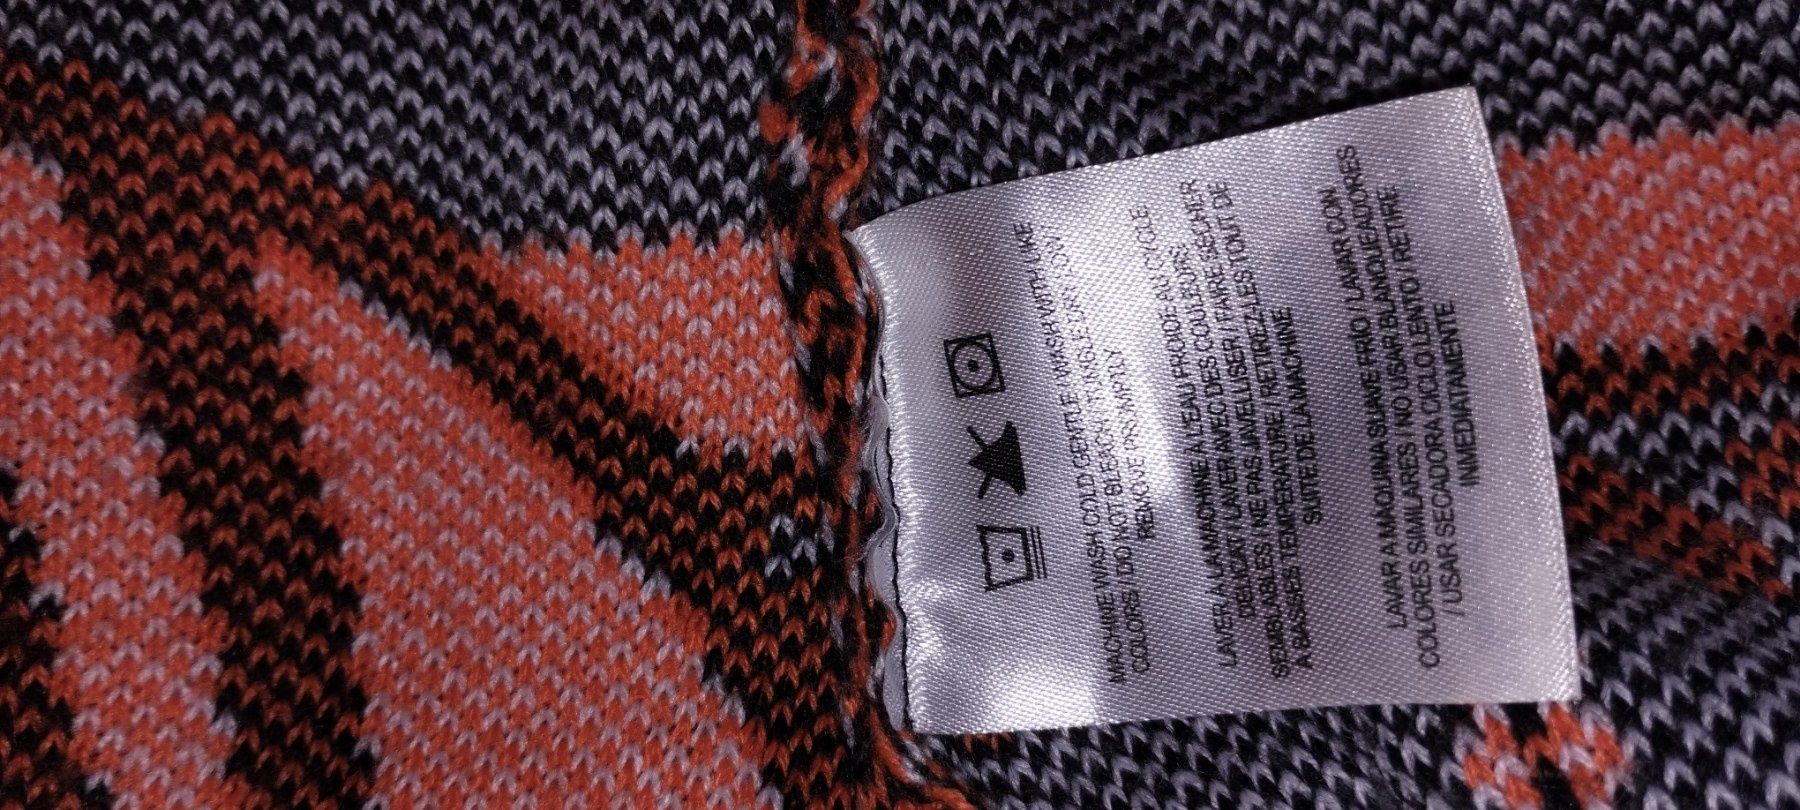 MACHINE WASH COLD GENTLE / WASH WITH LIKE
COLORS / DO NOT BLEACH / TUMBLE DRY LOW /
REMOVE PROMPTLY
LAVER A LA MACHINE A L'EAU FROIDE AU CYCLE
DELICAT / LAVER AVEC DES COULEURS
SEMBLABLES / NE PAS JAVELLISER / FAIRE SECHER
A BASSES TEMPERATURE / RETIREZ-LES TOUT DE
SUITE DE LA MACHINE
LAVAR A MAQUINA SUAVE FRIO / LAVAR CON
COLORES SIMILARES / NO USAR BLANQUEADORES
/ USAR SECADORA CICLO LENTO / RETIRE
INMEDIATAMENTE